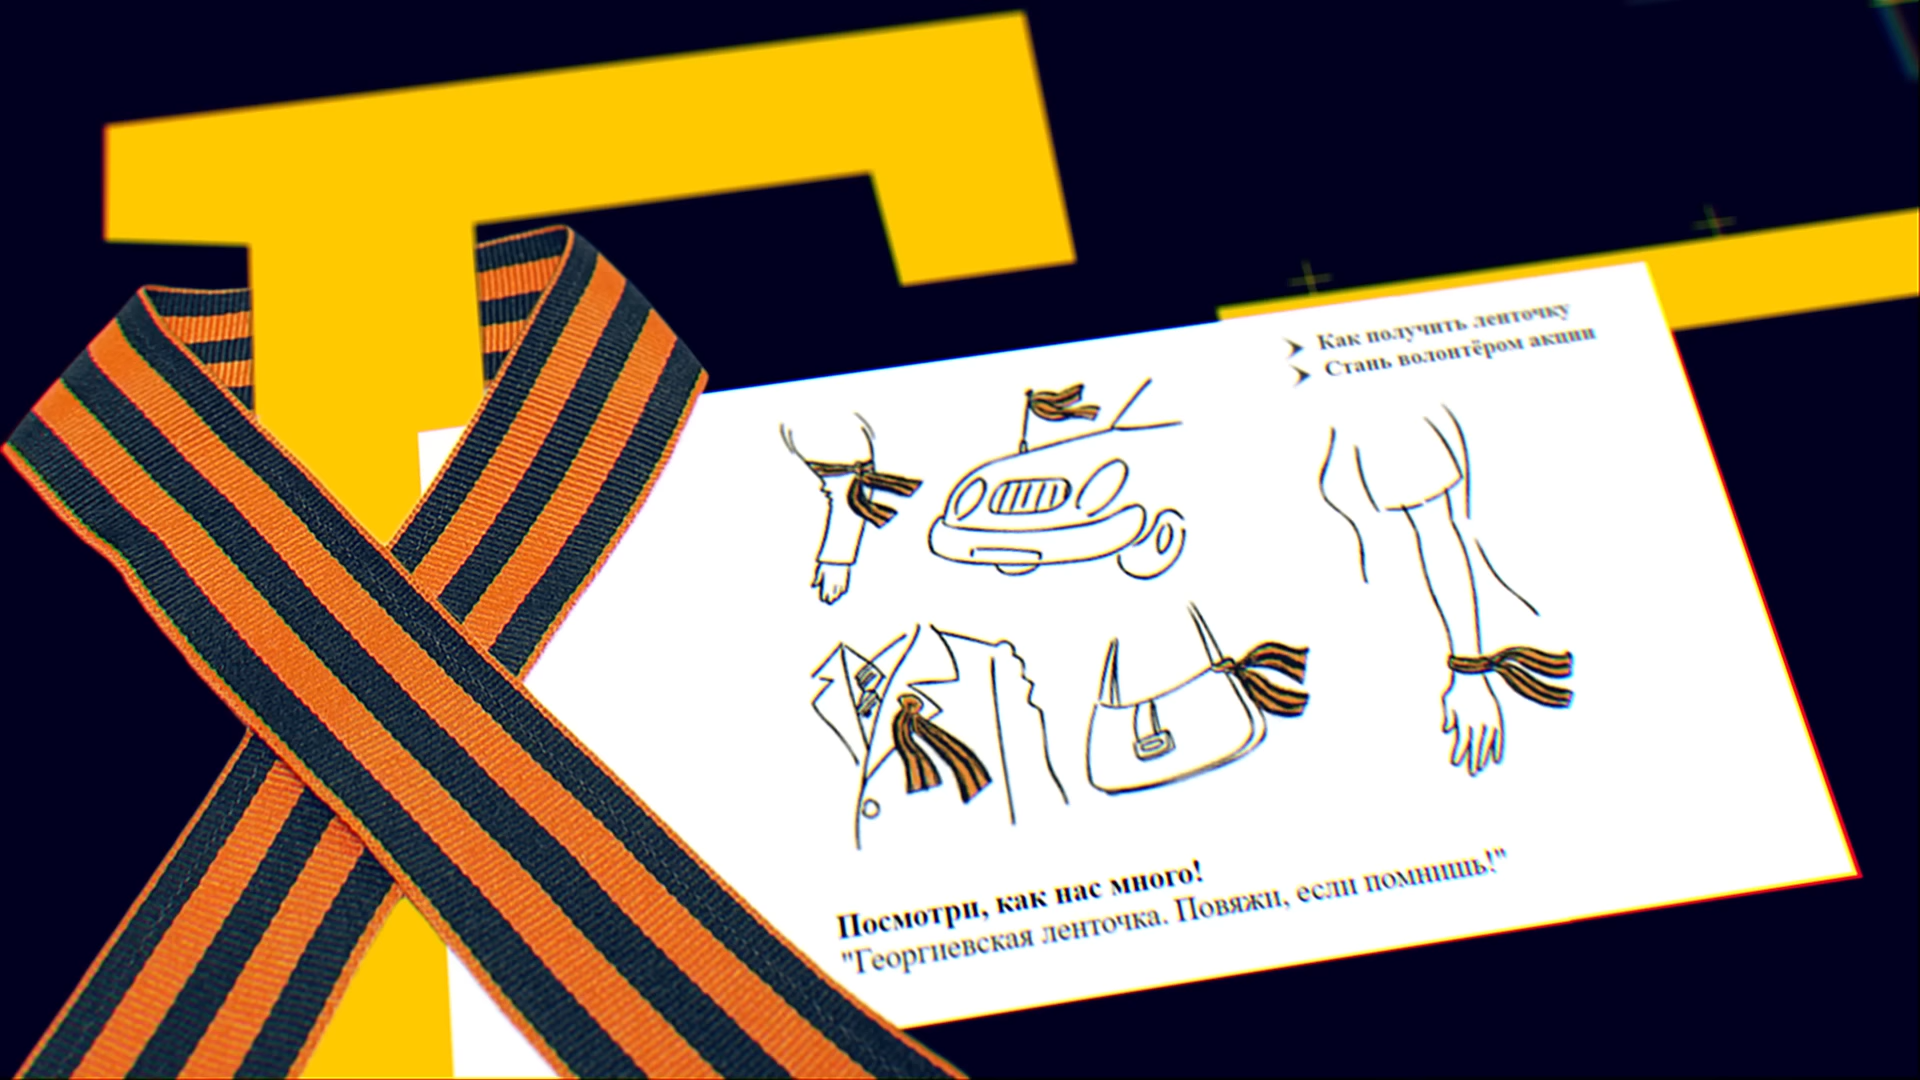 Как получить ленточку
Стань волонтёром акции
Посмотри, как нас много!
"Георгиевская ленточка. Повяжи, если помнишь!"